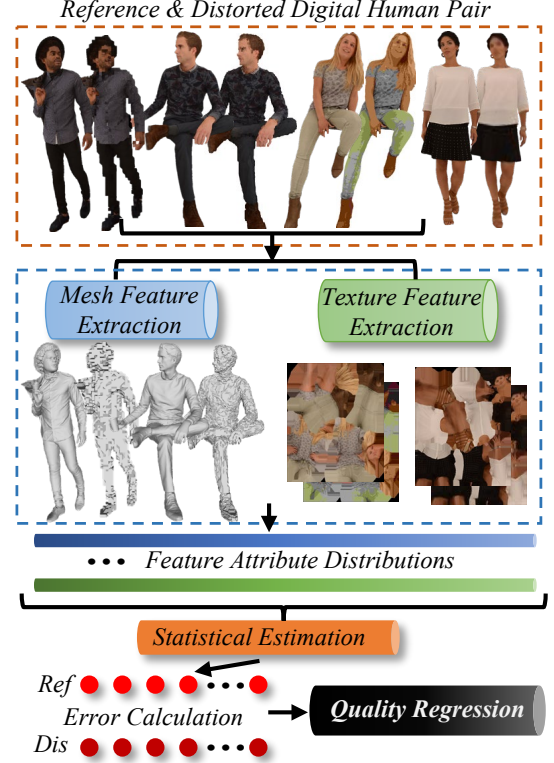 Reference & Distorted Digital Human Pair
Mesh Feature
Extraction
Texture Feature
Extraction
••• Feature Attribute Distributions
Statistical Estimation
Ref
•••
Error Calculation
Quality Regression
Dis
•••